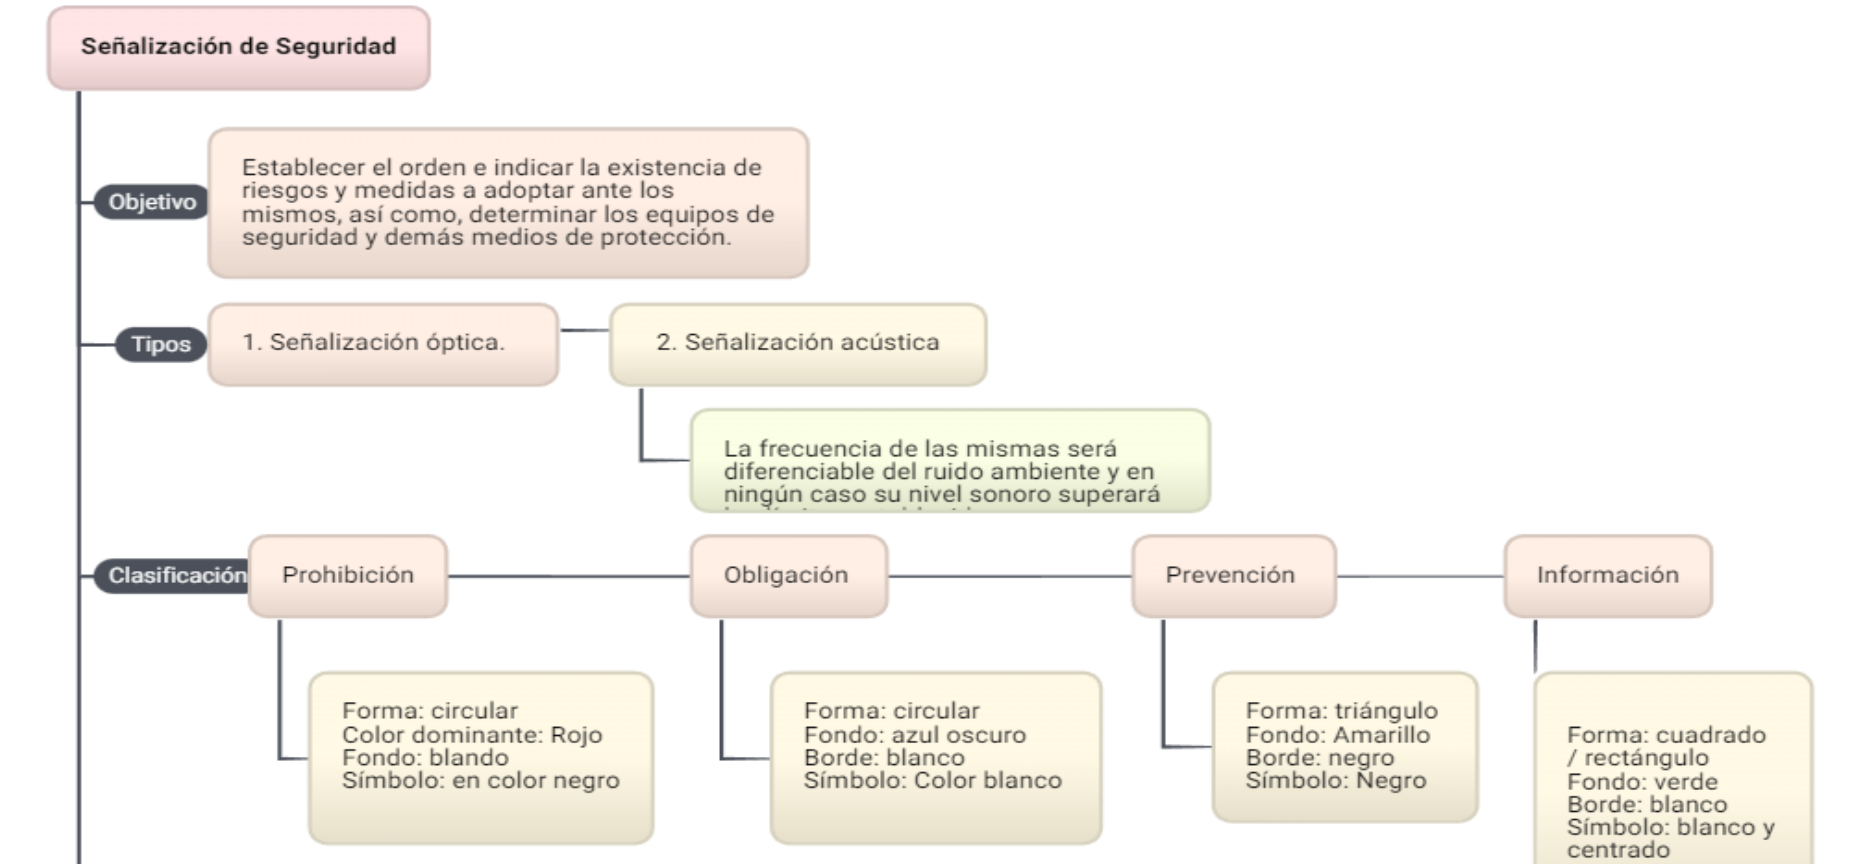 Señalización de Seguridad
Objetivo
Establecer el orden e indicar la existencia de
riesgos y medidas a adoptar ante los
mismos, así como, determinar los equipos de
seguridad y demás medios de protección.
Tipos
1. Señalización óptica.
2. Señalización acústica
La frecuencia de las mismas será
diferenciable del ruido ambiente y en
ningún caso su nivel sonoro superará
Clasificación
Prohibición
Obligación
Prevención
Información
Forma: circular
Color dominante: Rojo
Fondo: blando
Símbolo: en color negro
Forma: circular
Fondo: azul oscuro
Borde: blanco
Símbolo: Color blanco
Forma: triángulo
Fondo: Amarillo
Borde: negro
Símbolo: Negro
Forma: cuadrado
/ rectángulo
Fondo: verde
Borde: blanco
Símbolo: blanco y
centrado